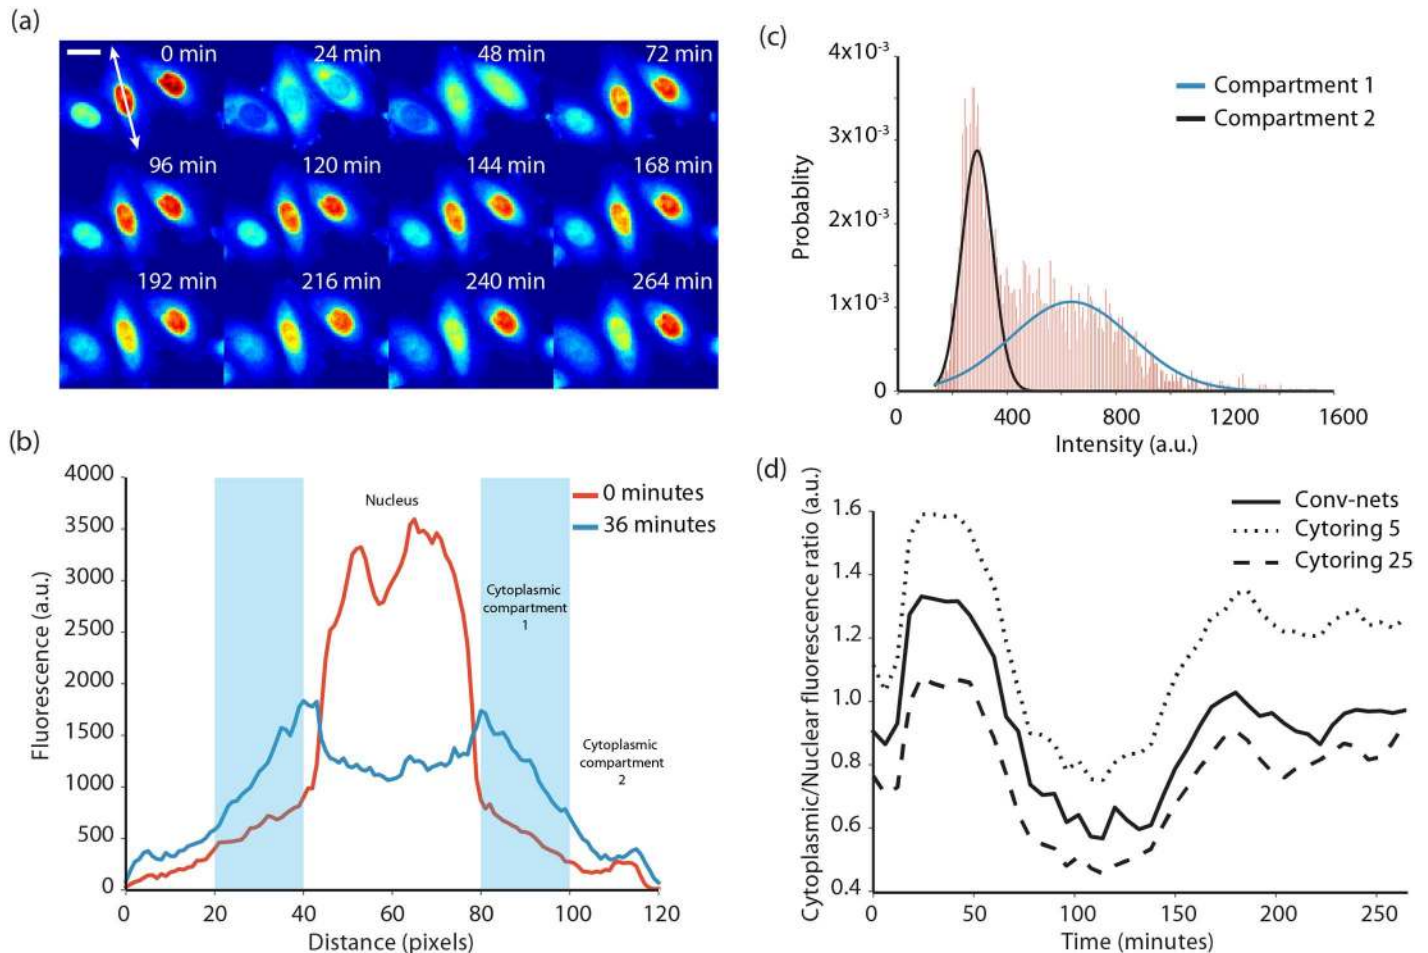 (a)
0 min
24 min
48 min
72 min
96 min
120 min
144 min
168 min
192 min
216 min
240 min
264 min
(b)
4000
3500
3000
2500
2000
1500
1000
500
0
Fluorescence (a.u.)
Nucleus
0 minutes
36 minutes
Cytoplasmic
compartment
1
Cytoplasmic
compartment
2
0
20
40
60
80
100
120
Distance (pixels)
(c)
4x10⁻³
3x10⁻³
2x10⁻³
1x10⁻³
0
Probablity
Compartment 1
Compartment 2
0
400
800
1200
1600
Intensity (a.u.)
(d)
1.6
1.4
1.2
1.0
0.8
0.6
0.4
Cytoplasmic/Nuclear fluorescence ratio (a.u.)
Conv-nets
Cytoring 5
Cytoring 25
0
50
100
150
200
250
Time (minutes)